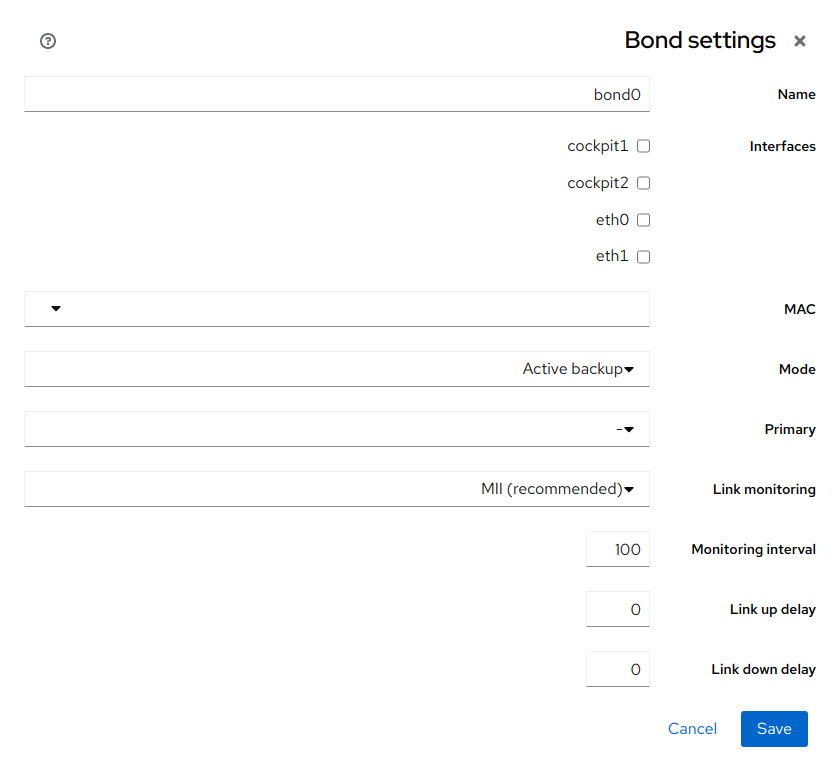 Bond settings
Name
bond0
Interfaces
cockpit1
cockpit2
eth0
eth1
MAC
Mode
Active backup
Primary
-
Link monitoring
MII (recommended)
Monitoring interval
100
Link up delay
0
Link down delay
0
Save
Cancel